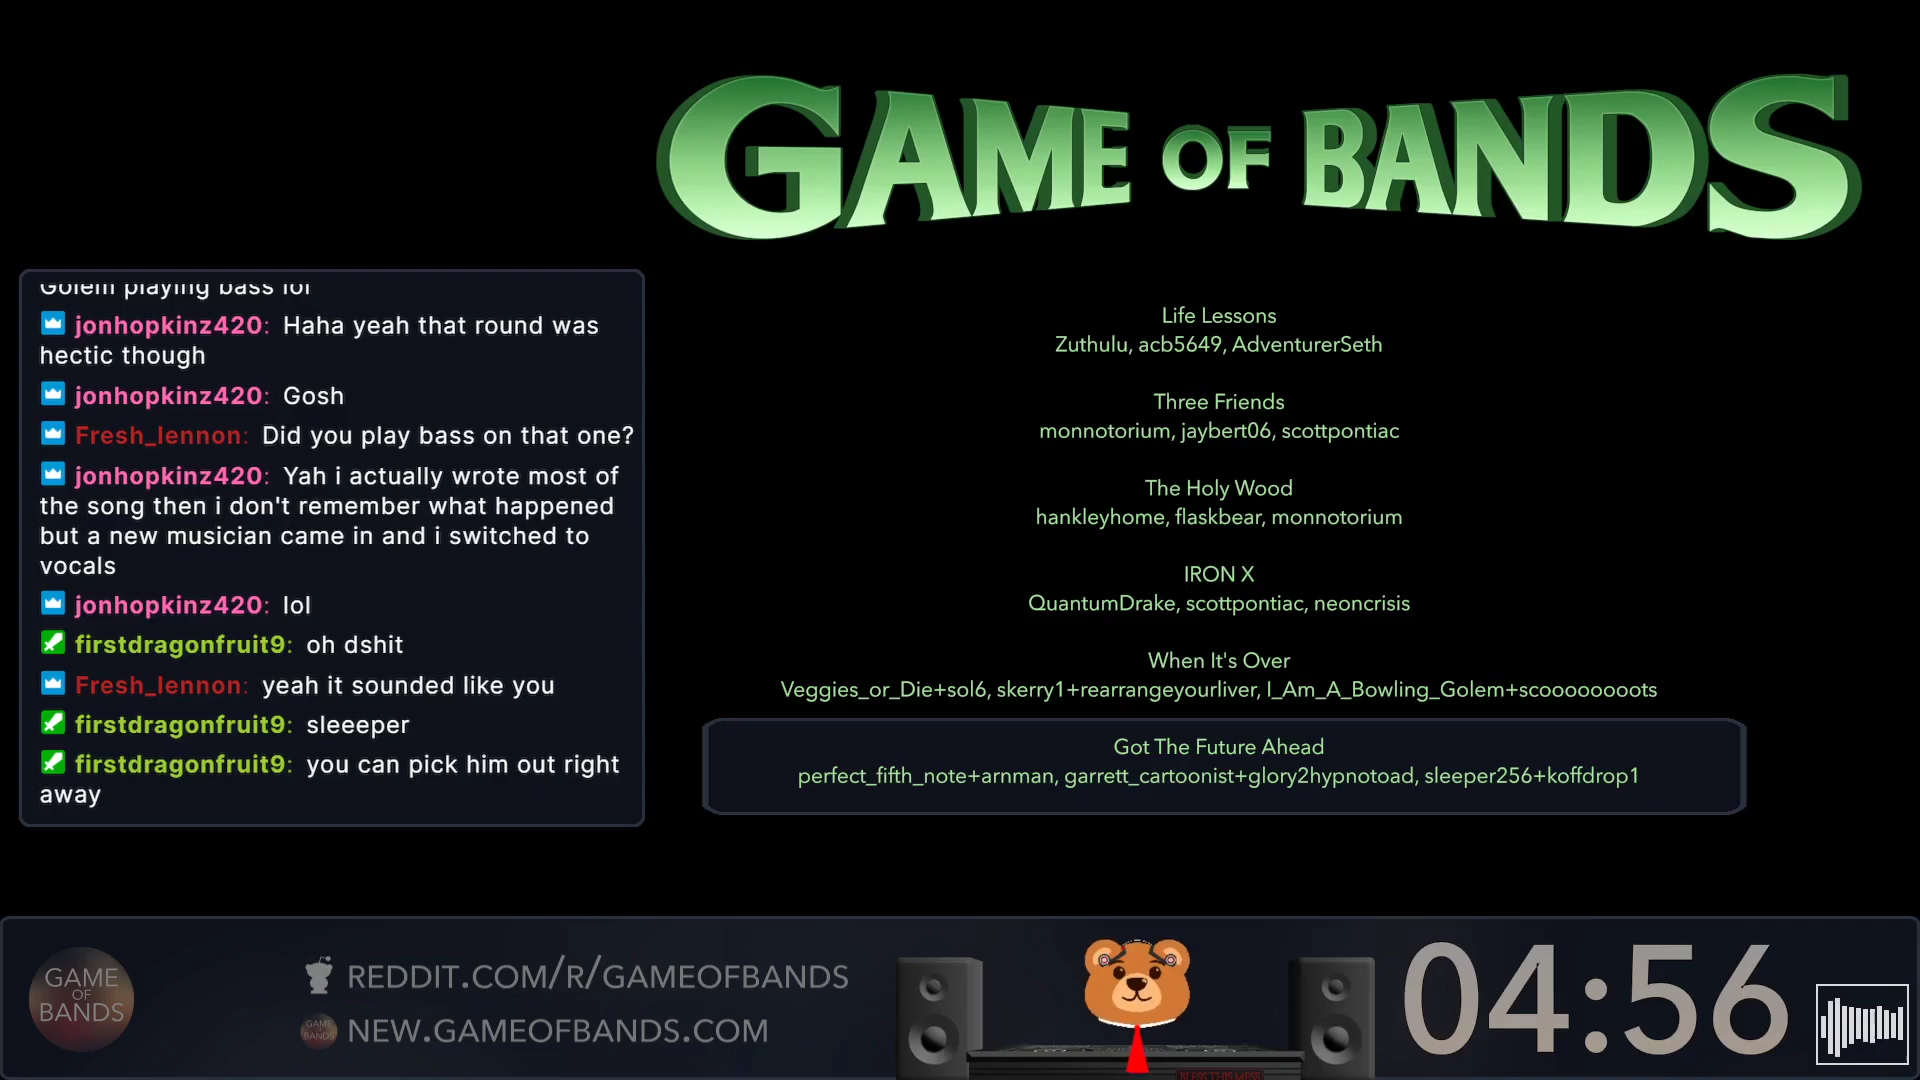 GAME OF BANDS
Golem playing bass lol
jonhopkinz420: Haha yeah that round was
hectic though
jonhopkinz420: Gosh
Fresh_lennon: Did you play bass on that one?
jonhopkinz420: Yah i actually wrote most of
the song then i don't remember what happened
but a new musician came in and i switched to
vocals
jonhopkinz420: lol
firstdragonfruit9: oh dshit
Fresh_lennon: yeah it sounded like you
firstdragonfruit9: sleeeper
firstdragonfruit9: you can pick him out right
away
Life Lessons
Zuthulu, acb5649, AdventurerSeth
Three Friends
monnotorium, jaybert06, scottpontiac
The Holy Wood
hankleyhome, flaskbear, monnotorium
IRON X
QuantumDrake, scottpontiac, neoncrisis
When It's Over
Veggies_or_Die+sol6, skerry1+rearrangeyourliver, I_Am_A_Bowling_Golem+scoooooooots
Got The Future Ahead
perfect_fifth_note+arnman, garrett_cartoonist+glory2hypnotoad, sleeper256+koffdrop1
GAME
OF
BANDS
REDDIT.COM/R/GAMEOFBANDS
GAME
OF
BANDS
NEW.GAMEOFBANDS.COM
BLESS THIS MESS
04:56